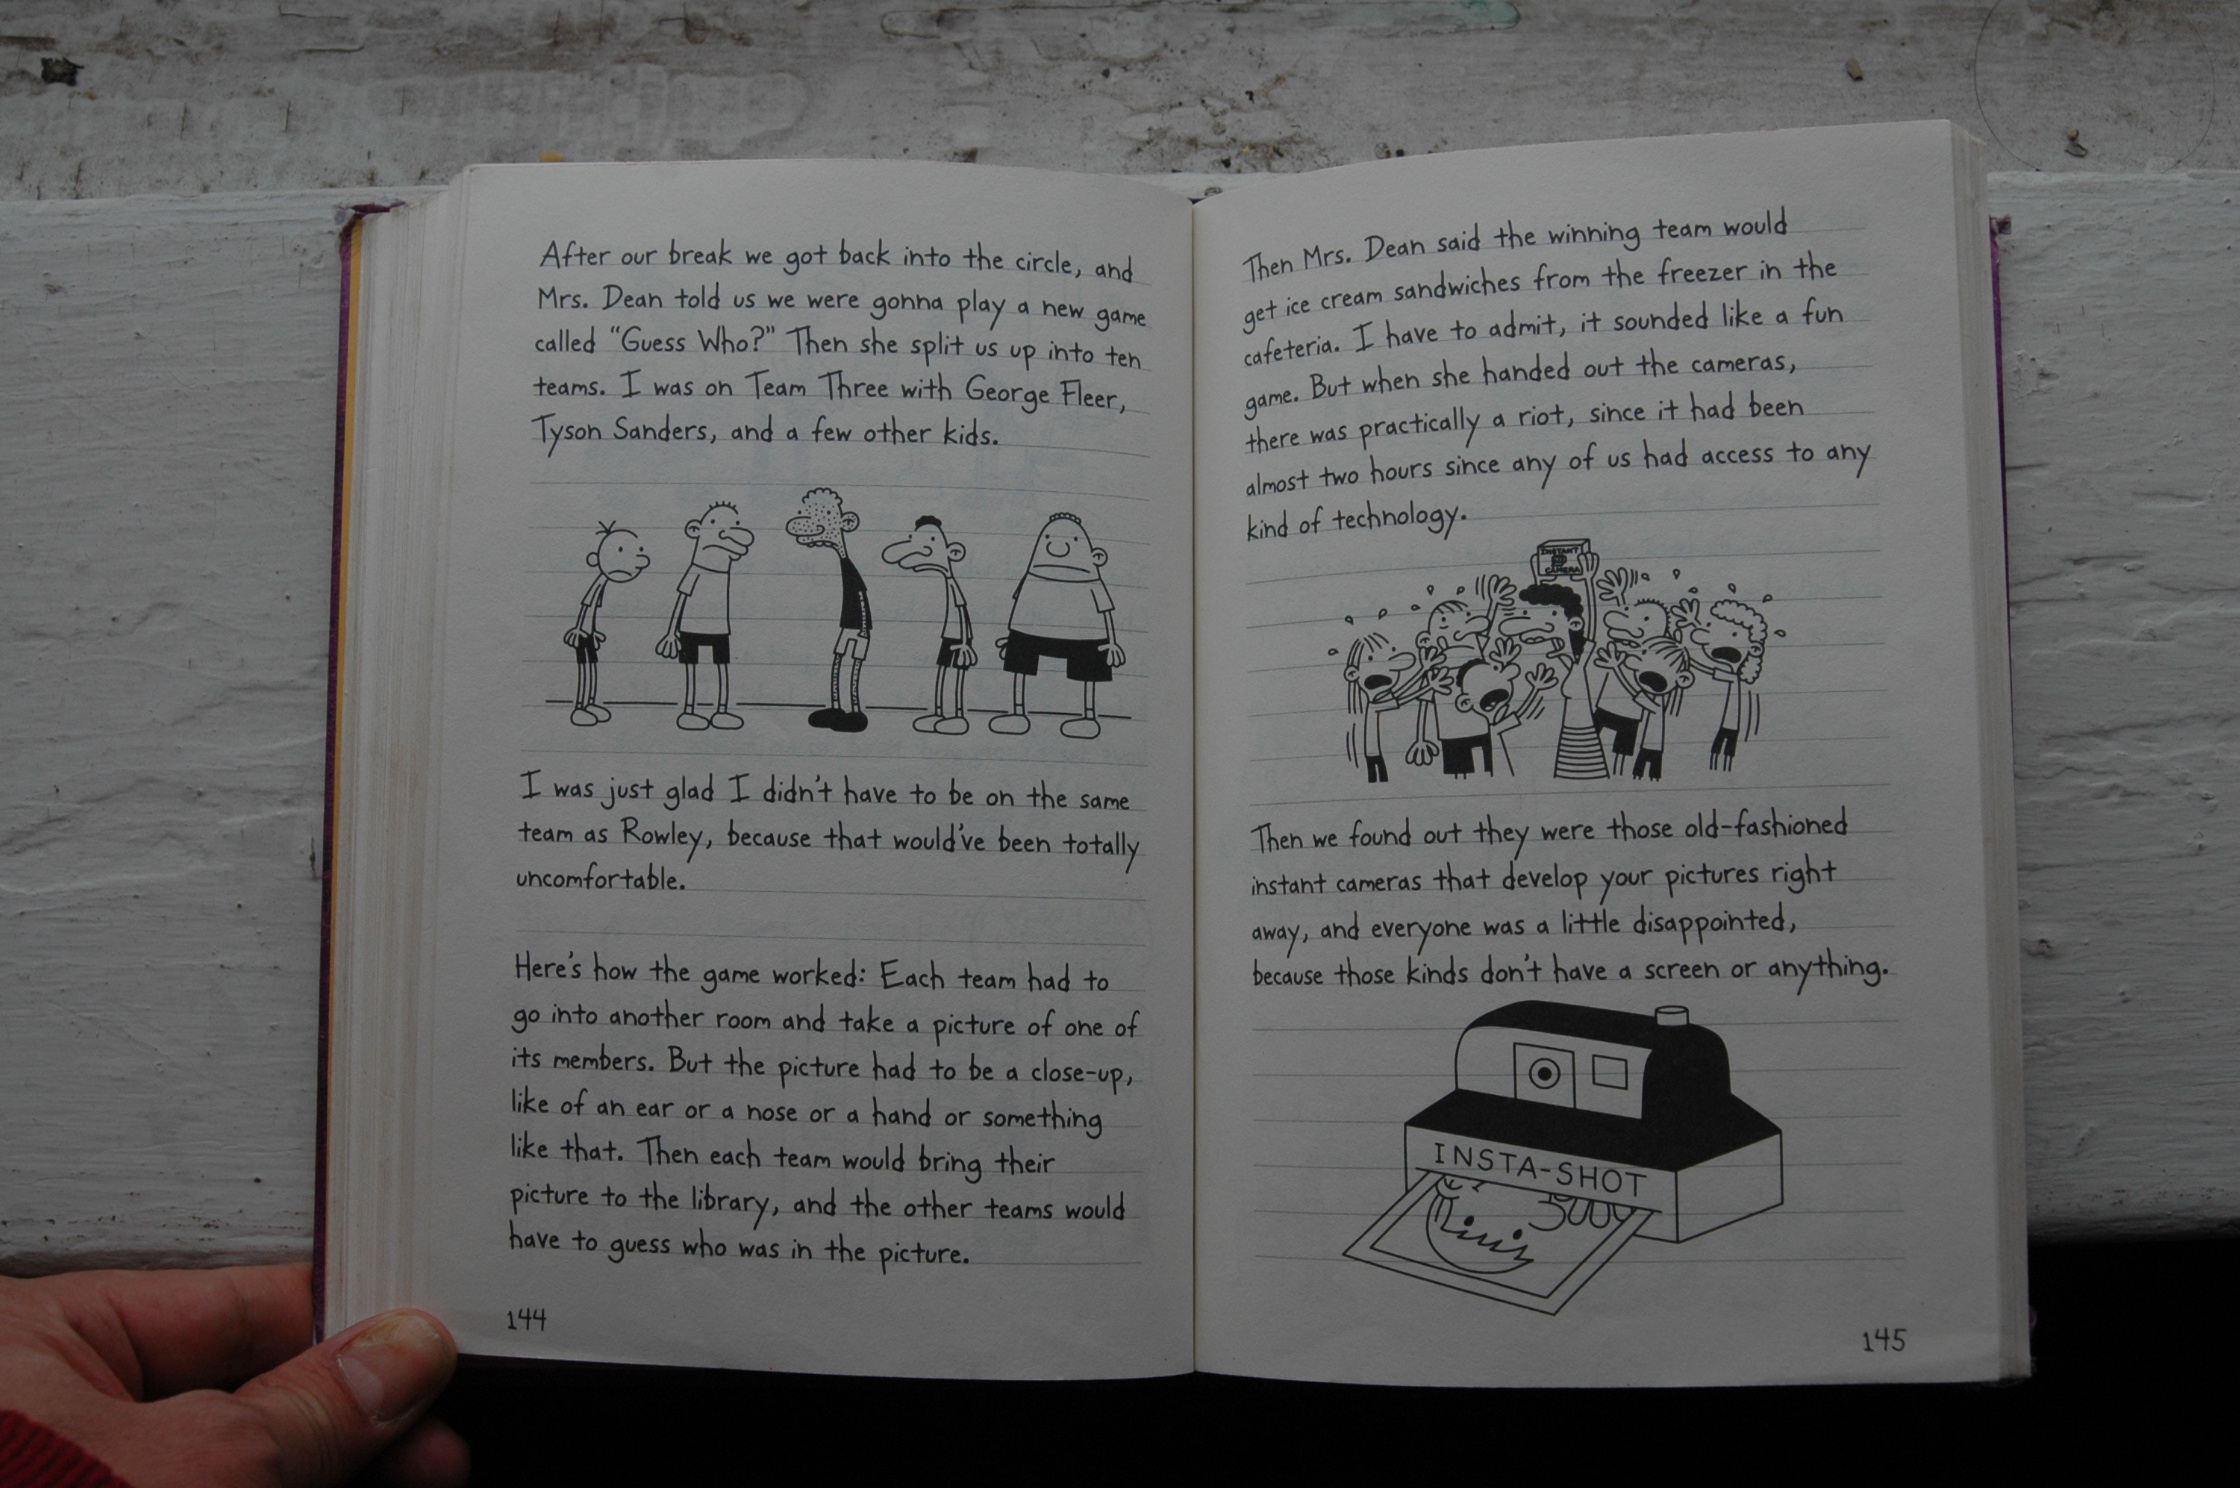 After our break we got back into the circle, and
Mrs. Dean told us we were gonna play a new game
called "Guess Who?" Then she split us up into ten
teams. I was on Team Three with George Fleer,
Tyson Sanders, and a few other kids.
I was just glad I didn't have to be on the same
team as Rowley, because that would've been totally
uncomfortable.
Here's how the game worked: Each team had to
go into another room and take a picture of one of
its members. But the picture had to be a close-up,
like of an ear or a nose or a hand or something
like that. Then each team would bring their
picture to the library, and the other teams would
have to guess who was in the picture.
144
Then Mrs. Dean said the winning team would
get ice cream sandwiches from the freezer in the
cafeteria. I have to admit, it sounded like a fun
game. But when she handed out the cameras,
there was practically a riot, since it had been
almost two hours since any of us had access to any
kind of technology.
INSTANT
CAMERA
Then we found out they were those old-fashioned
instant cameras that develop your pictures right
away, and everyone was a little disappointed,
because those kinds don't have a screen or anything.
INSTA-SHOT
145